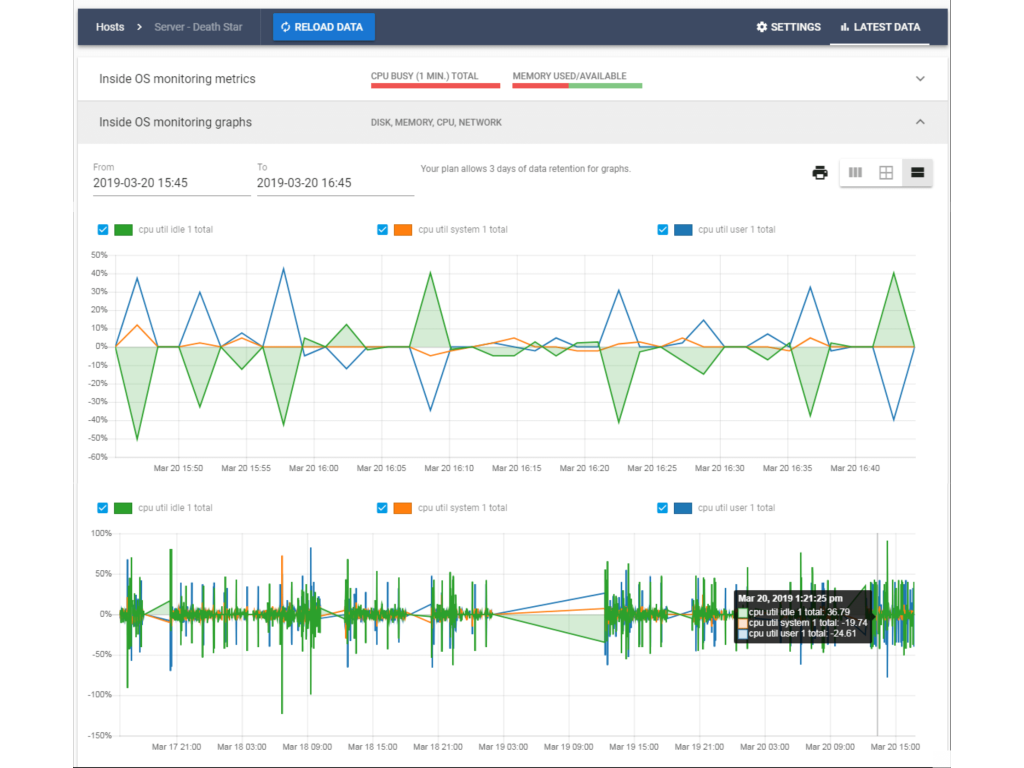 Hosts > Server - Death Star RELOAD DATA SETTINGS LATEST DATA
Inside OS monitoring metrics CPU BUSY (1 MIN.) TOTAL MEMORY USED/AVAILABLE
Inside OS monitoring graphs DISK, MEMORY, CPU, NETWORK
From To Your plan allows 3 days of data retention for graphs.
2019-03-20 15:45 2019-03-20 16:45
cpu util idle 1 total cpu util system 1 total cpu util user 1 total
50%
40%
30%
20%
10%
0%
-10%
-20%
-30%
-40%
-50%
-60%
Mar 20 15:50 Mar 20 15:55 Mar 20 16:00 Mar 20 16:05 Mar 20 16:10 Mar 20 16:15 Mar 20 16:20 Mar 20 16:25 Mar 20 16:30 Mar 20 16:35 Mar 20 16:40
cpu util idle 1 total cpu util system 1 total cpu util user 1 total
100%
50%
Mar 20, 2019 1:21:25 pm
0% cpu util idle 1 total: 36.79
cpu util system 1 total: -19.74
cpu util user 1 total: -24.61
-50%
-100%
-150%
Mar 17 21:00 Mar 18 03:00 Mar 18 09:00 Mar 18 15:00 Mar 18 21:00 Mar 19 03:00 Mar 19 09:00 Mar 19 15:00 Mar 19 21:00 Mar 20 03:00 Mar 20 09:00 Mar 20 15:00